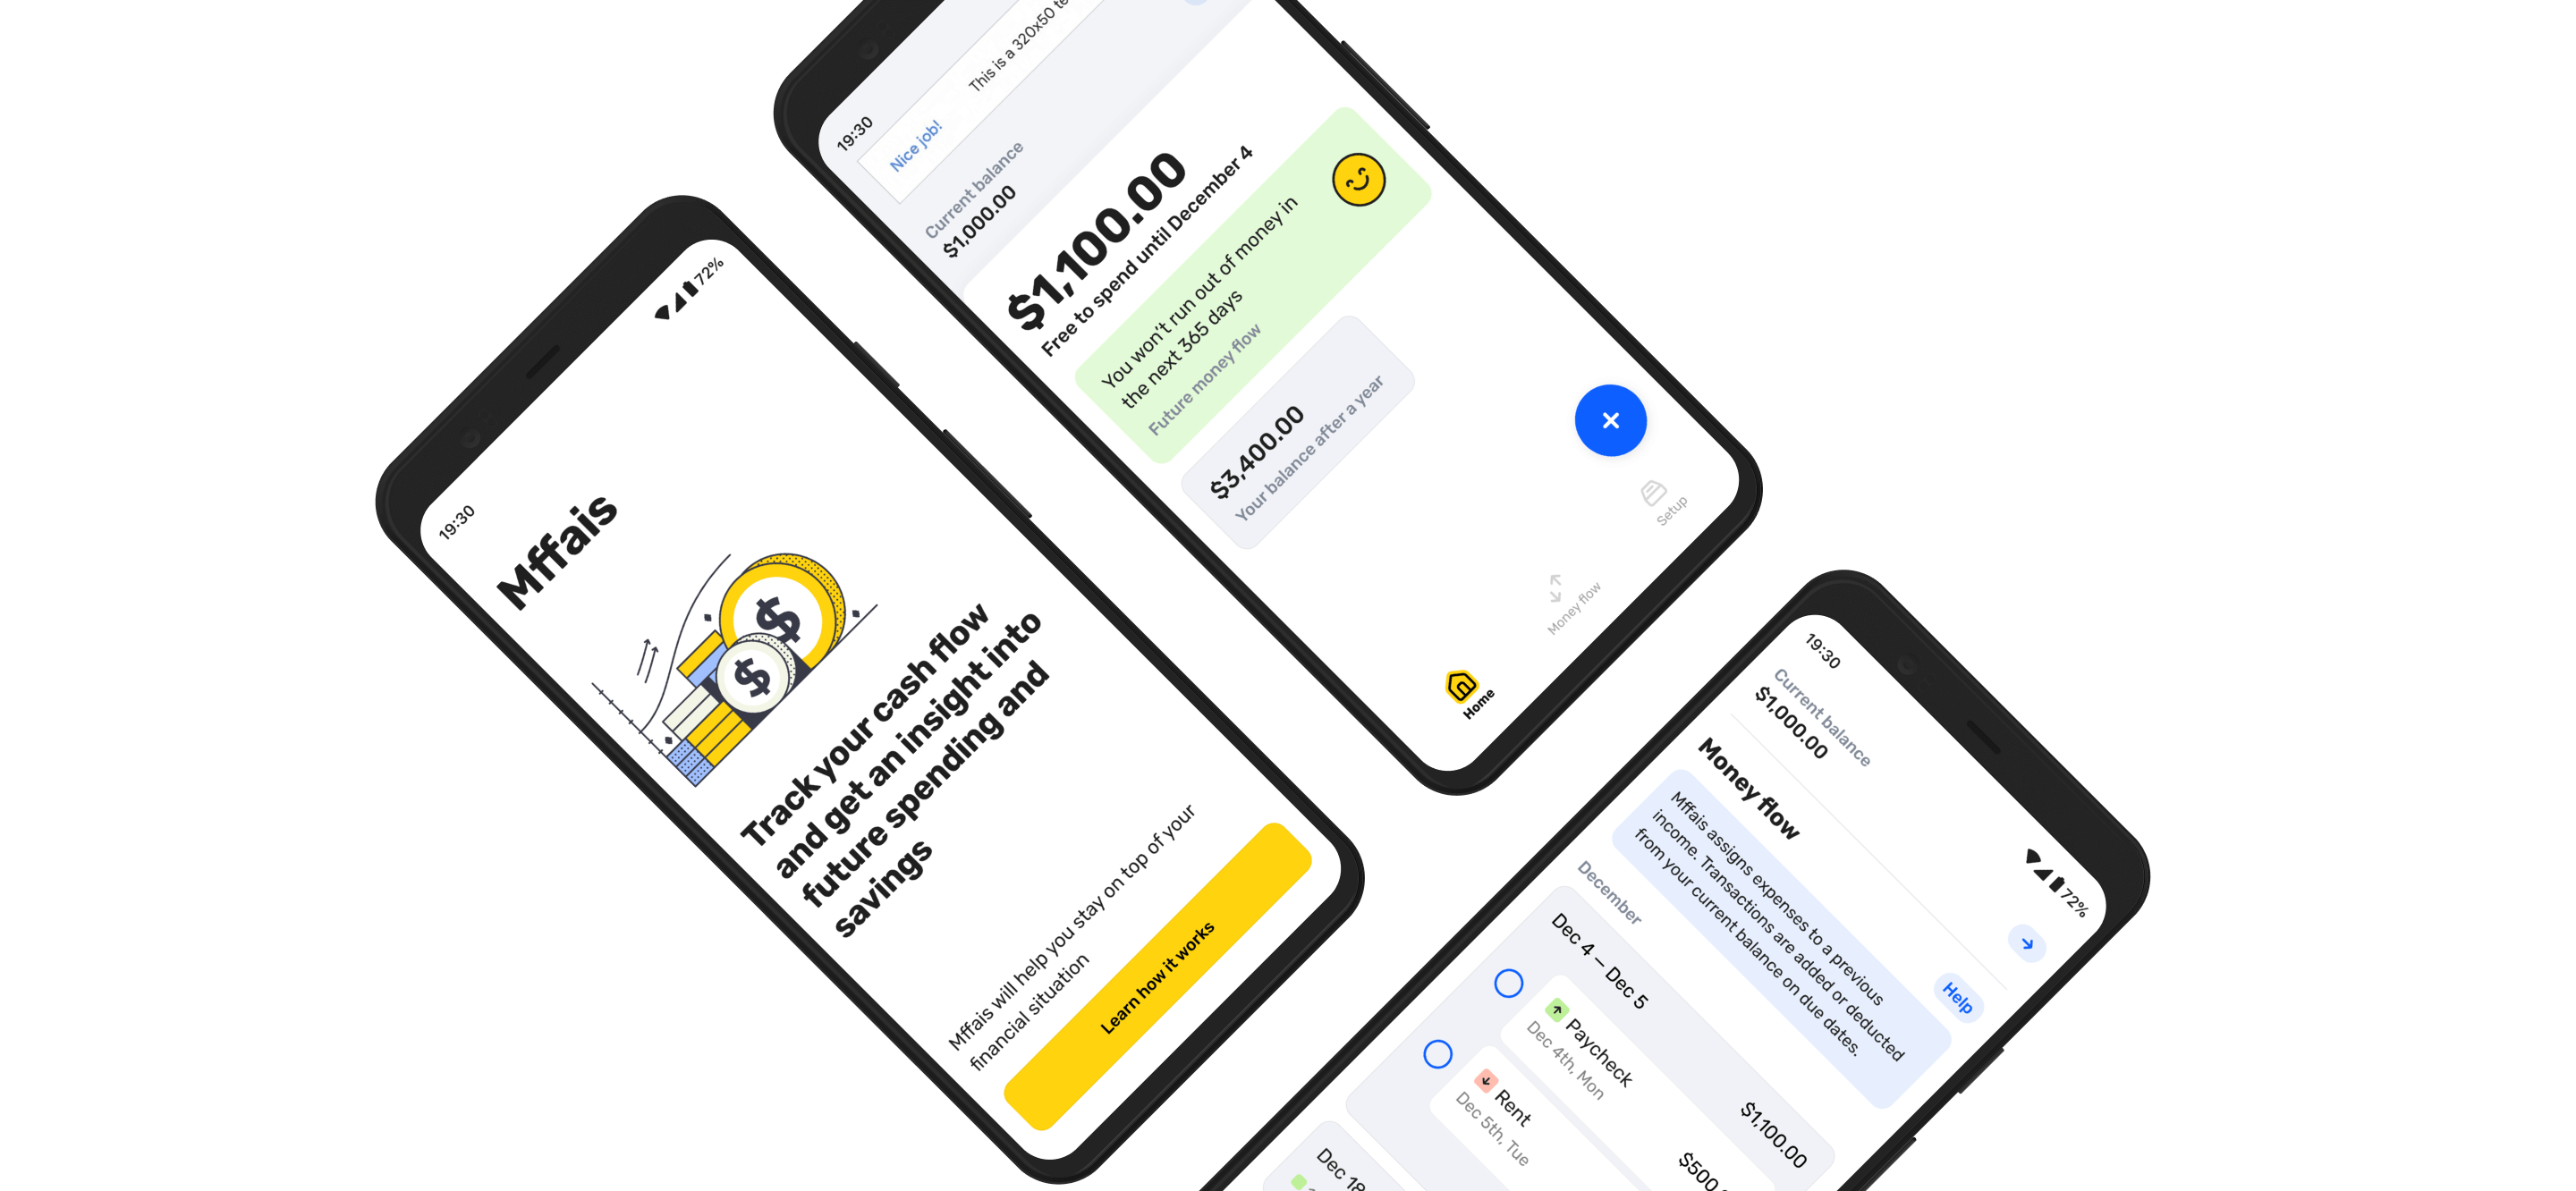 19:30
72%
Mffais
$
$
Track your cash flow
and get an insight into
future spending and
savings
Mffais will help you stay on top of your
financial situation
Learn how it works
19:30
Nice job!
This is a 320x50
Current balance
$1,000.00
$1,100.00
Free to spend until December 4
You won't run out of money in
the next 365 days
Future money flow
$3,400.00
Your balance after a year
Home
Money flow
Setup
19:30
72%
Current balance
$1,000.00
Money flow
Help
Mffais assigns expenses to a previous
income. Transactions are added or deducted
from your current balance on due dates.
December
Dec 4 – Dec 5
Paycheck
Dec 4th, Mon
$1,100.00
Rent
Dec 5th, Tue
$500.
Dec 18